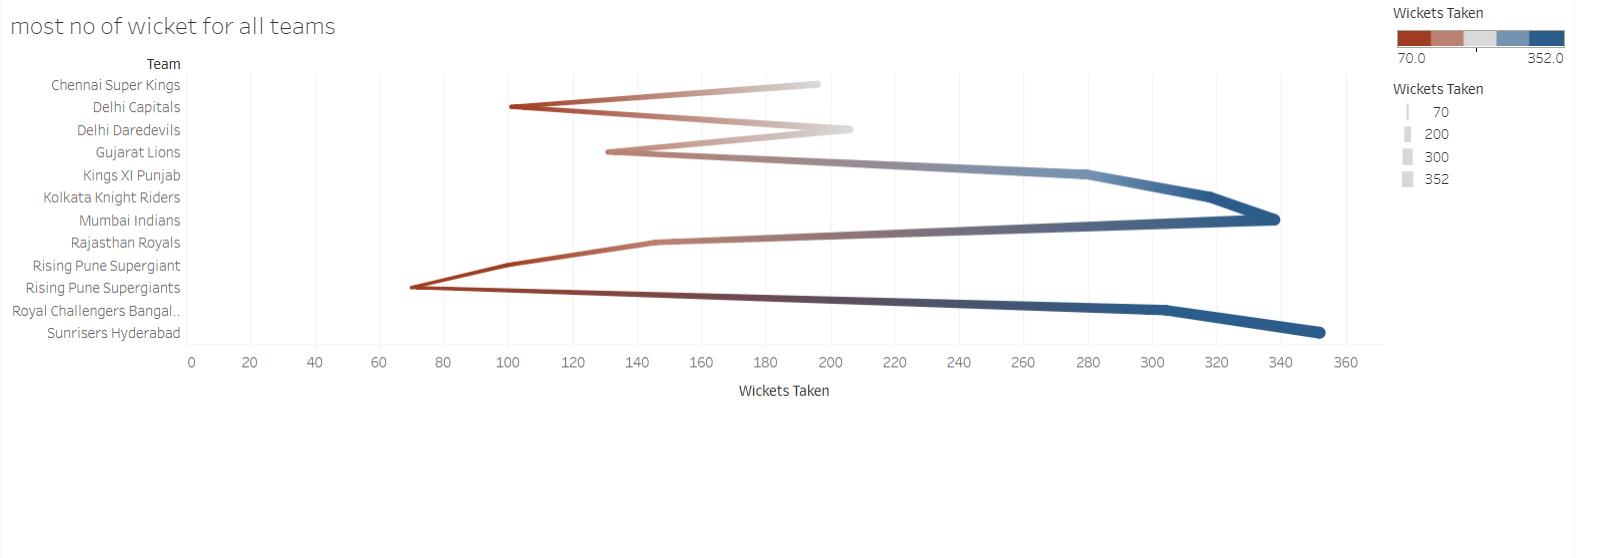 most no of wicket for all teams
Team
Chennai Super Kings
Delhi Capitals
Delhi Daredevils
Gujarat Lions
Kings XI Punjab
Kolkata Knight Riders
Mumbai Indians
Rajasthan Royals
Rising Pune Supergiant
Rising Pune Supergiants
Royal Challengers Bangal..
Sunrisers Hyderabad
0 20 40 60 80 100 120 140 160 180 200 220 240 260 280 300 320 340 360
Wickets Taken
Wickets Taken
70.0 352.0
Wickets Taken
70
200
300
352